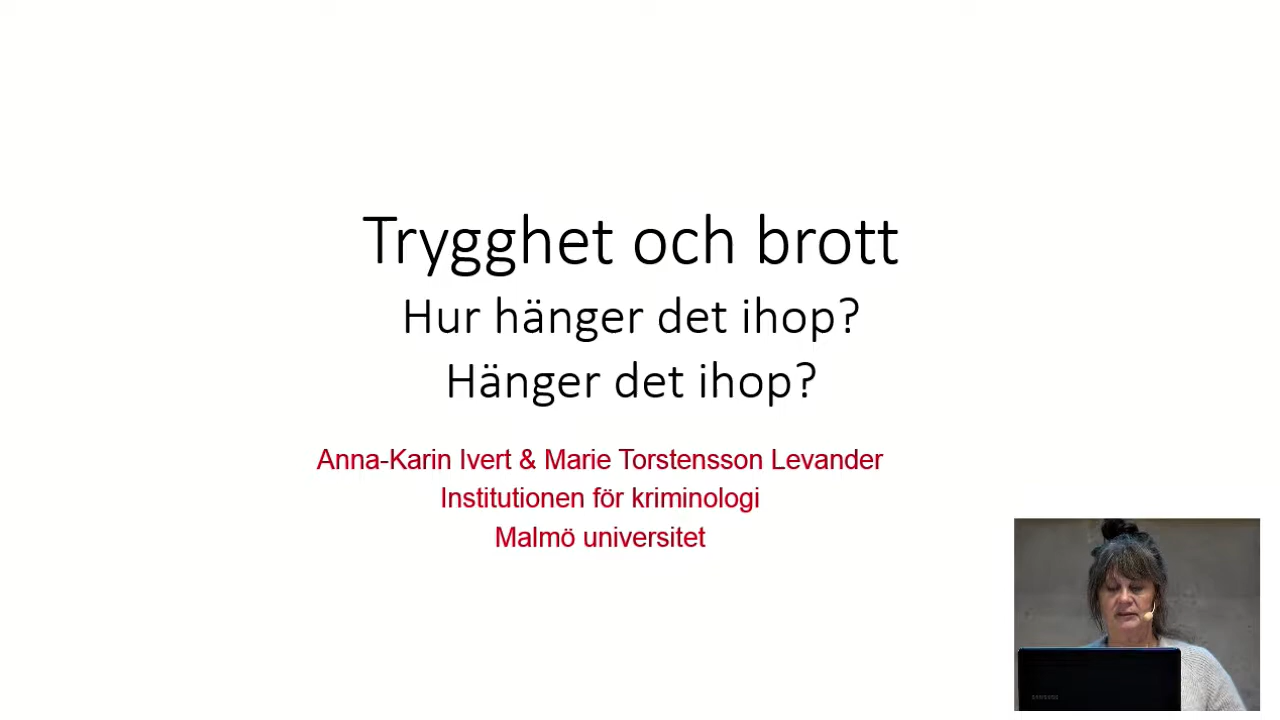 Trygghet och brott
Hur hänger det ihop?
Hänger det ihop?
Anna-Karin Ivert & Marie Torstensson Levander
Institutionen för kriminologi
Malmö universitet
SAMSUNG